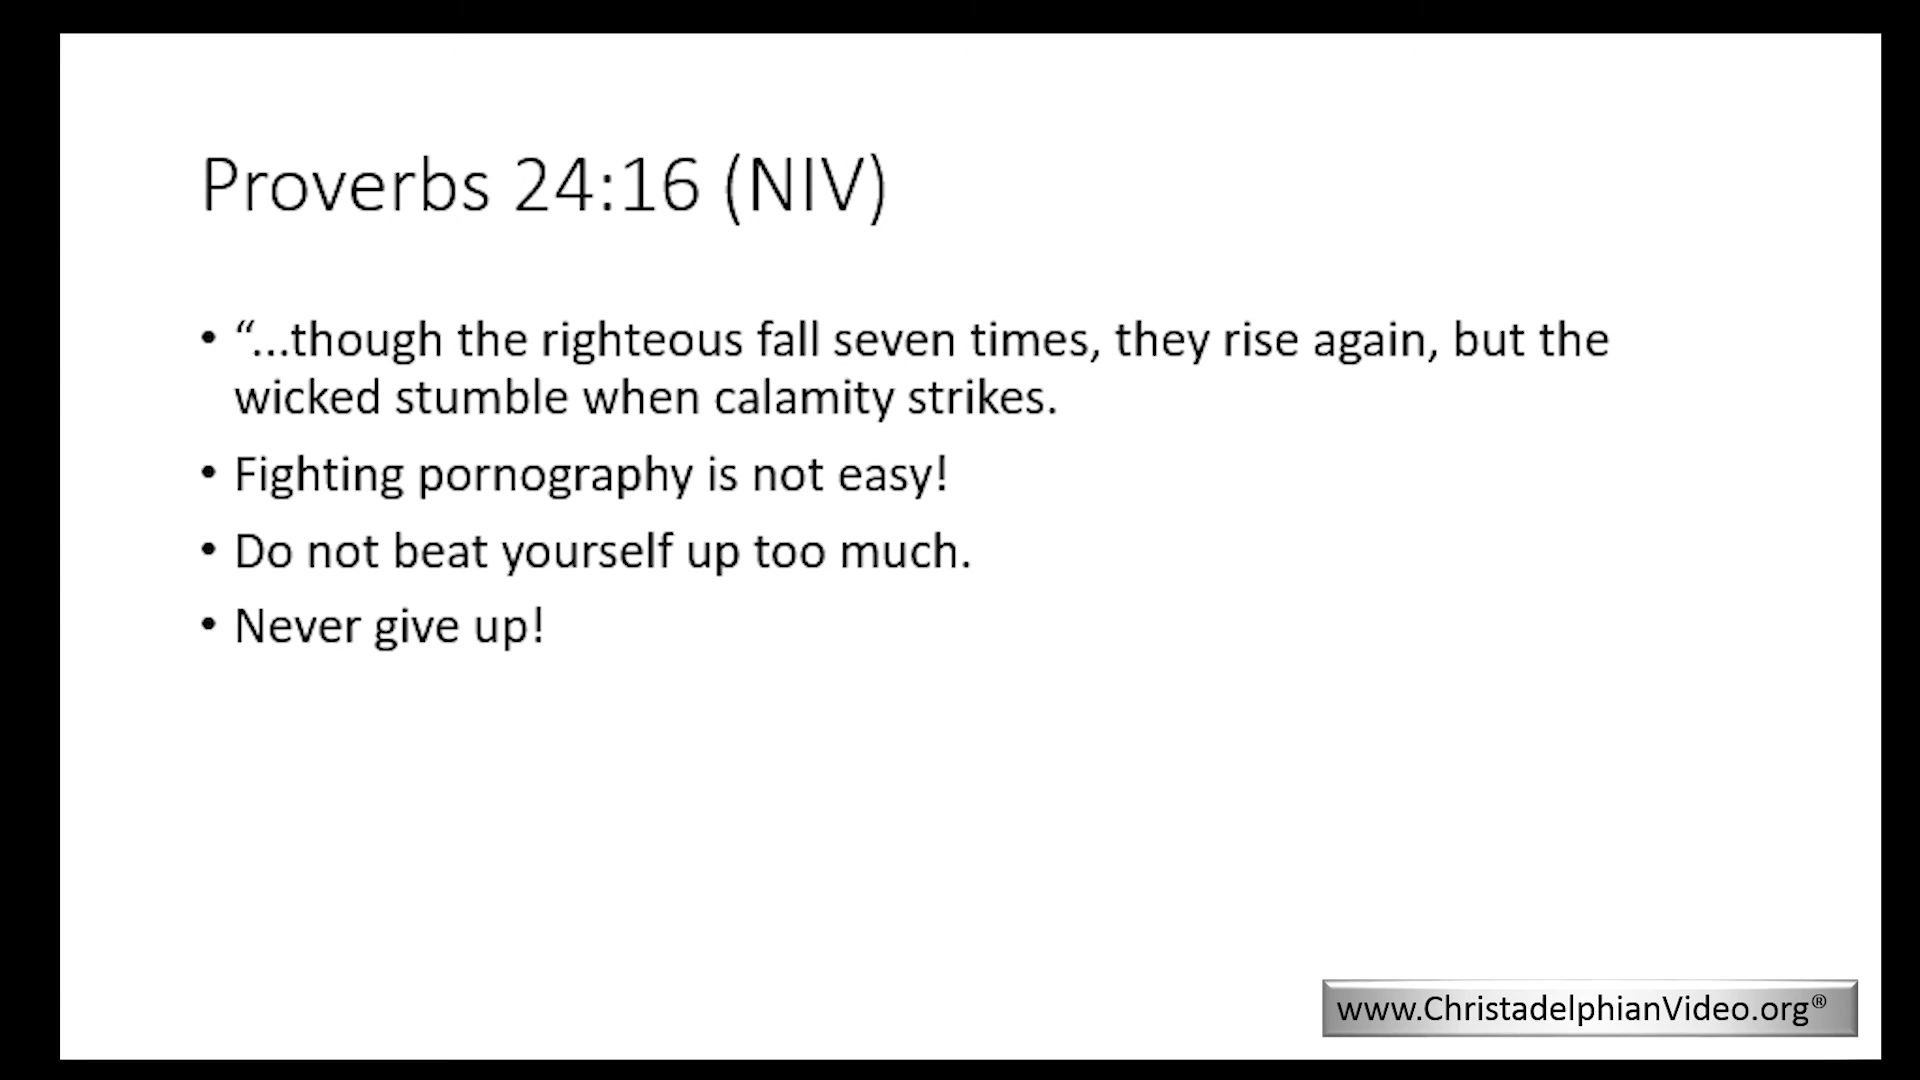 Proverbs 24:16 (NIV)
• “...though the righteous fall seven times, they rise again, but the
wicked stumble when calamity strikes.
• Fighting pornography is not easy!
• Do not beat yourself up too much.
• Never give up!
www.ChristadelphianVideo.org®